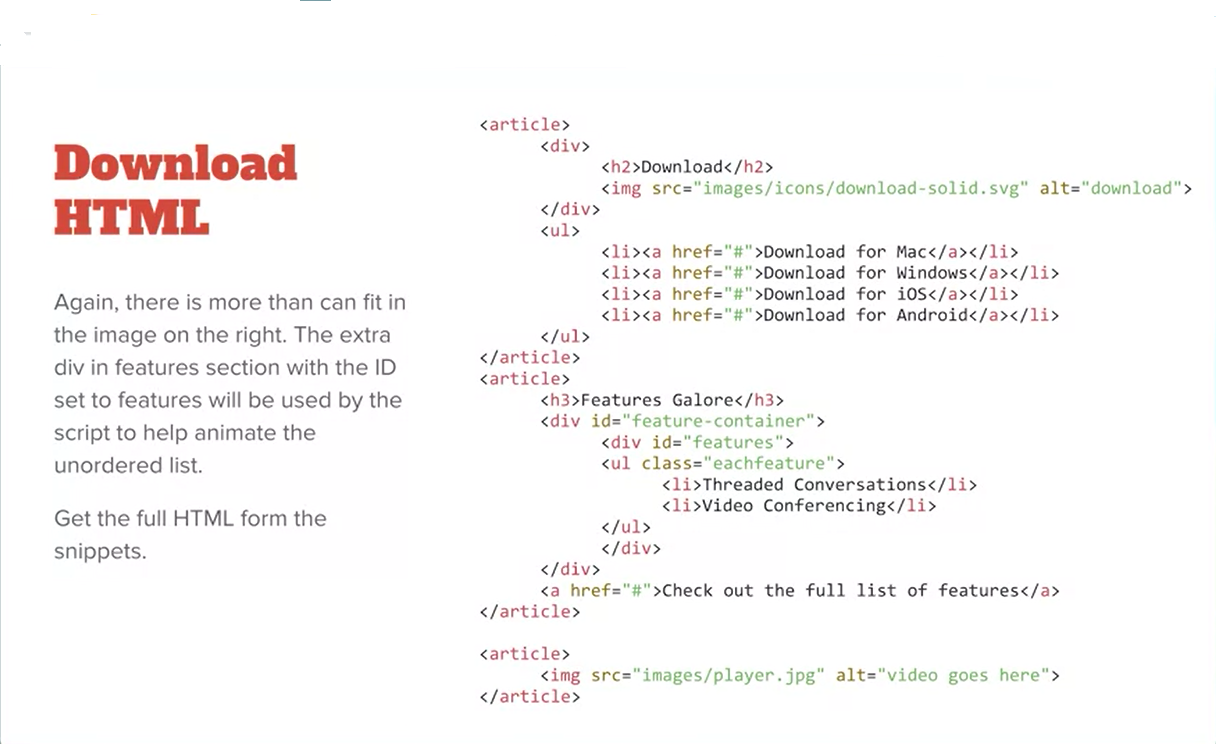 Download
HTML
Again, there is more than can fit in
the image on the right. The extra
div in features section with the ID
set to features will be used by the
script to help animate the
unordered list.
Get the full HTML form the
snippets.
<article>
<div>
<h2>Download</h2>
<img src="images/icons/download-solid.svg" alt="download">
</div>
<ul>
<li><a href="#">Download for Mac</a></li>
<li><a href="#">Download for Windows</a></li>
<li><a href="#">Download for iOS</a></li>
<li><a href="#">Download for Android</a></li>
</ul>
</article>
<article>
<h3>Features Galore</h3>
<div id="feature-container">
<div id="features">
<ul class="eachfeature">
<li>Threaded Conversations</li>
<li>Video Conferencing</li>
</ul>
</div>
</div>
<a href="#">Check out the full list of features</a>
</article>
<article>
<img src="images/player.jpg" alt="video goes here">
</article>